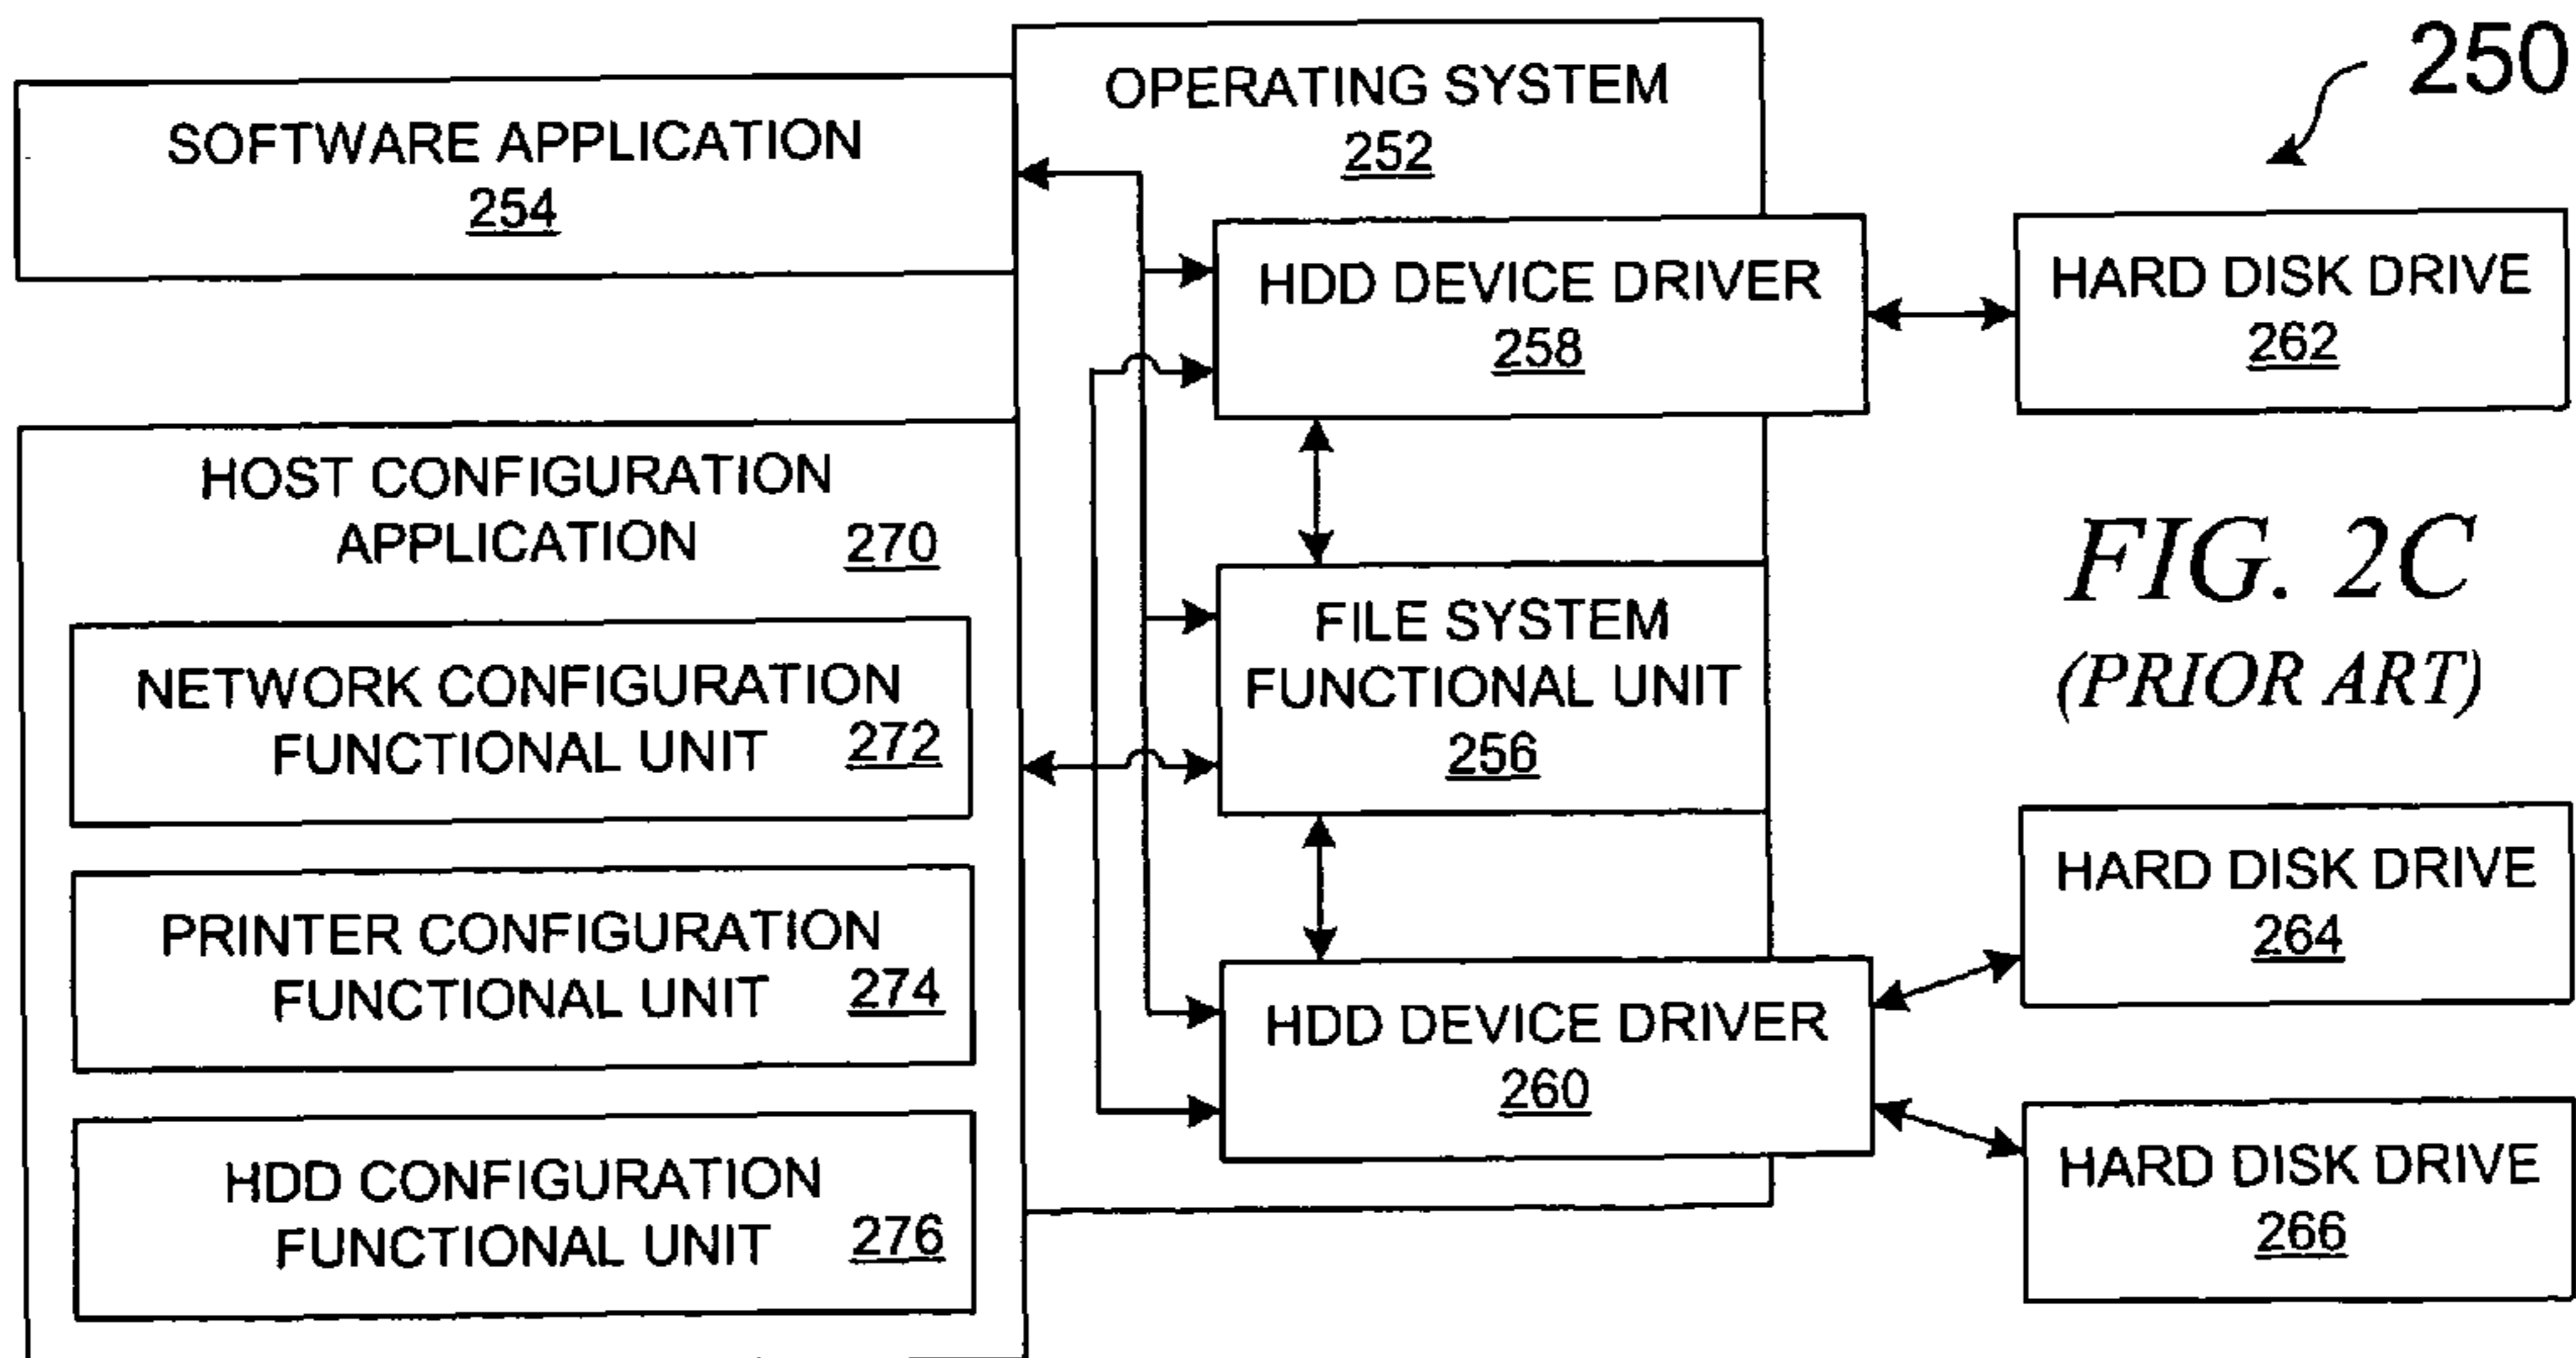 250
OPERATING SYSTEM
252
SOFTWARE APPLICATION
254
HDD DEVICE DRIVER
258
HARD DISK DRIVE
262
HOST CONFIGURATION
APPLICATION 270
NETWORK CONFIGURATION
FUNCTIONAL UNIT 272
PRINTER CONFIGURATION
FUNCTIONAL UNIT 274
HDD CONFIGURATION
FUNCTIONAL UNIT 276
FILE SYSTEM
FUNCTIONAL UNIT
256
HDD DEVICE DRIVER
260
FIG. 2C
(PRIOR ART)
HARD DISK DRIVE
264
HARD DISK DRIVE
266